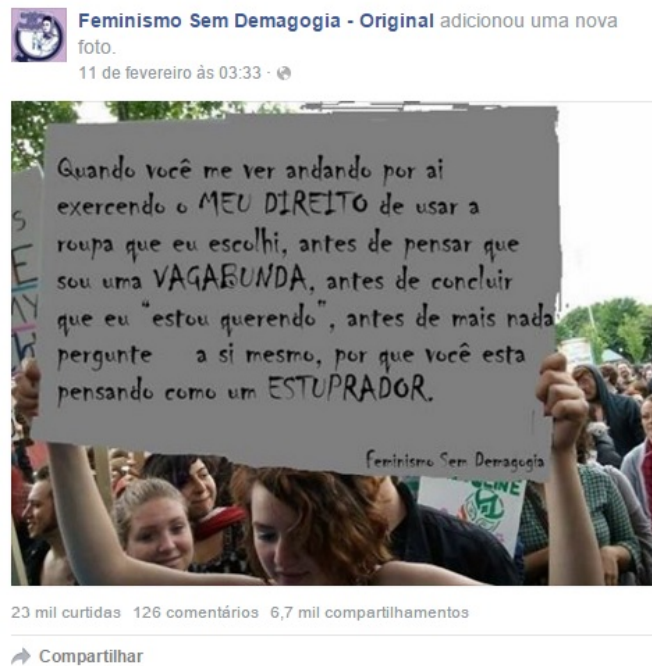 Feminismo Sem Demagogia - Original adicionou uma nova
foto.
11 de fevereiro às 03:33 ·
Quando você me ver andando por ai
exercendo o MEU DIREITO de usar a
roupa que eu escolhi, antes de pensar que
sou uma VAGABUNDA, antes de concluir
que eu "estou querendo", antes de mais nada
pergunte a si mesmo, por que você esta
pensando como um ESTUPRADOR.
Feminismo Sem Demagogia
23 mil curtidas 126 comentários 6,7 mil compartilhamentos
Compartilhar